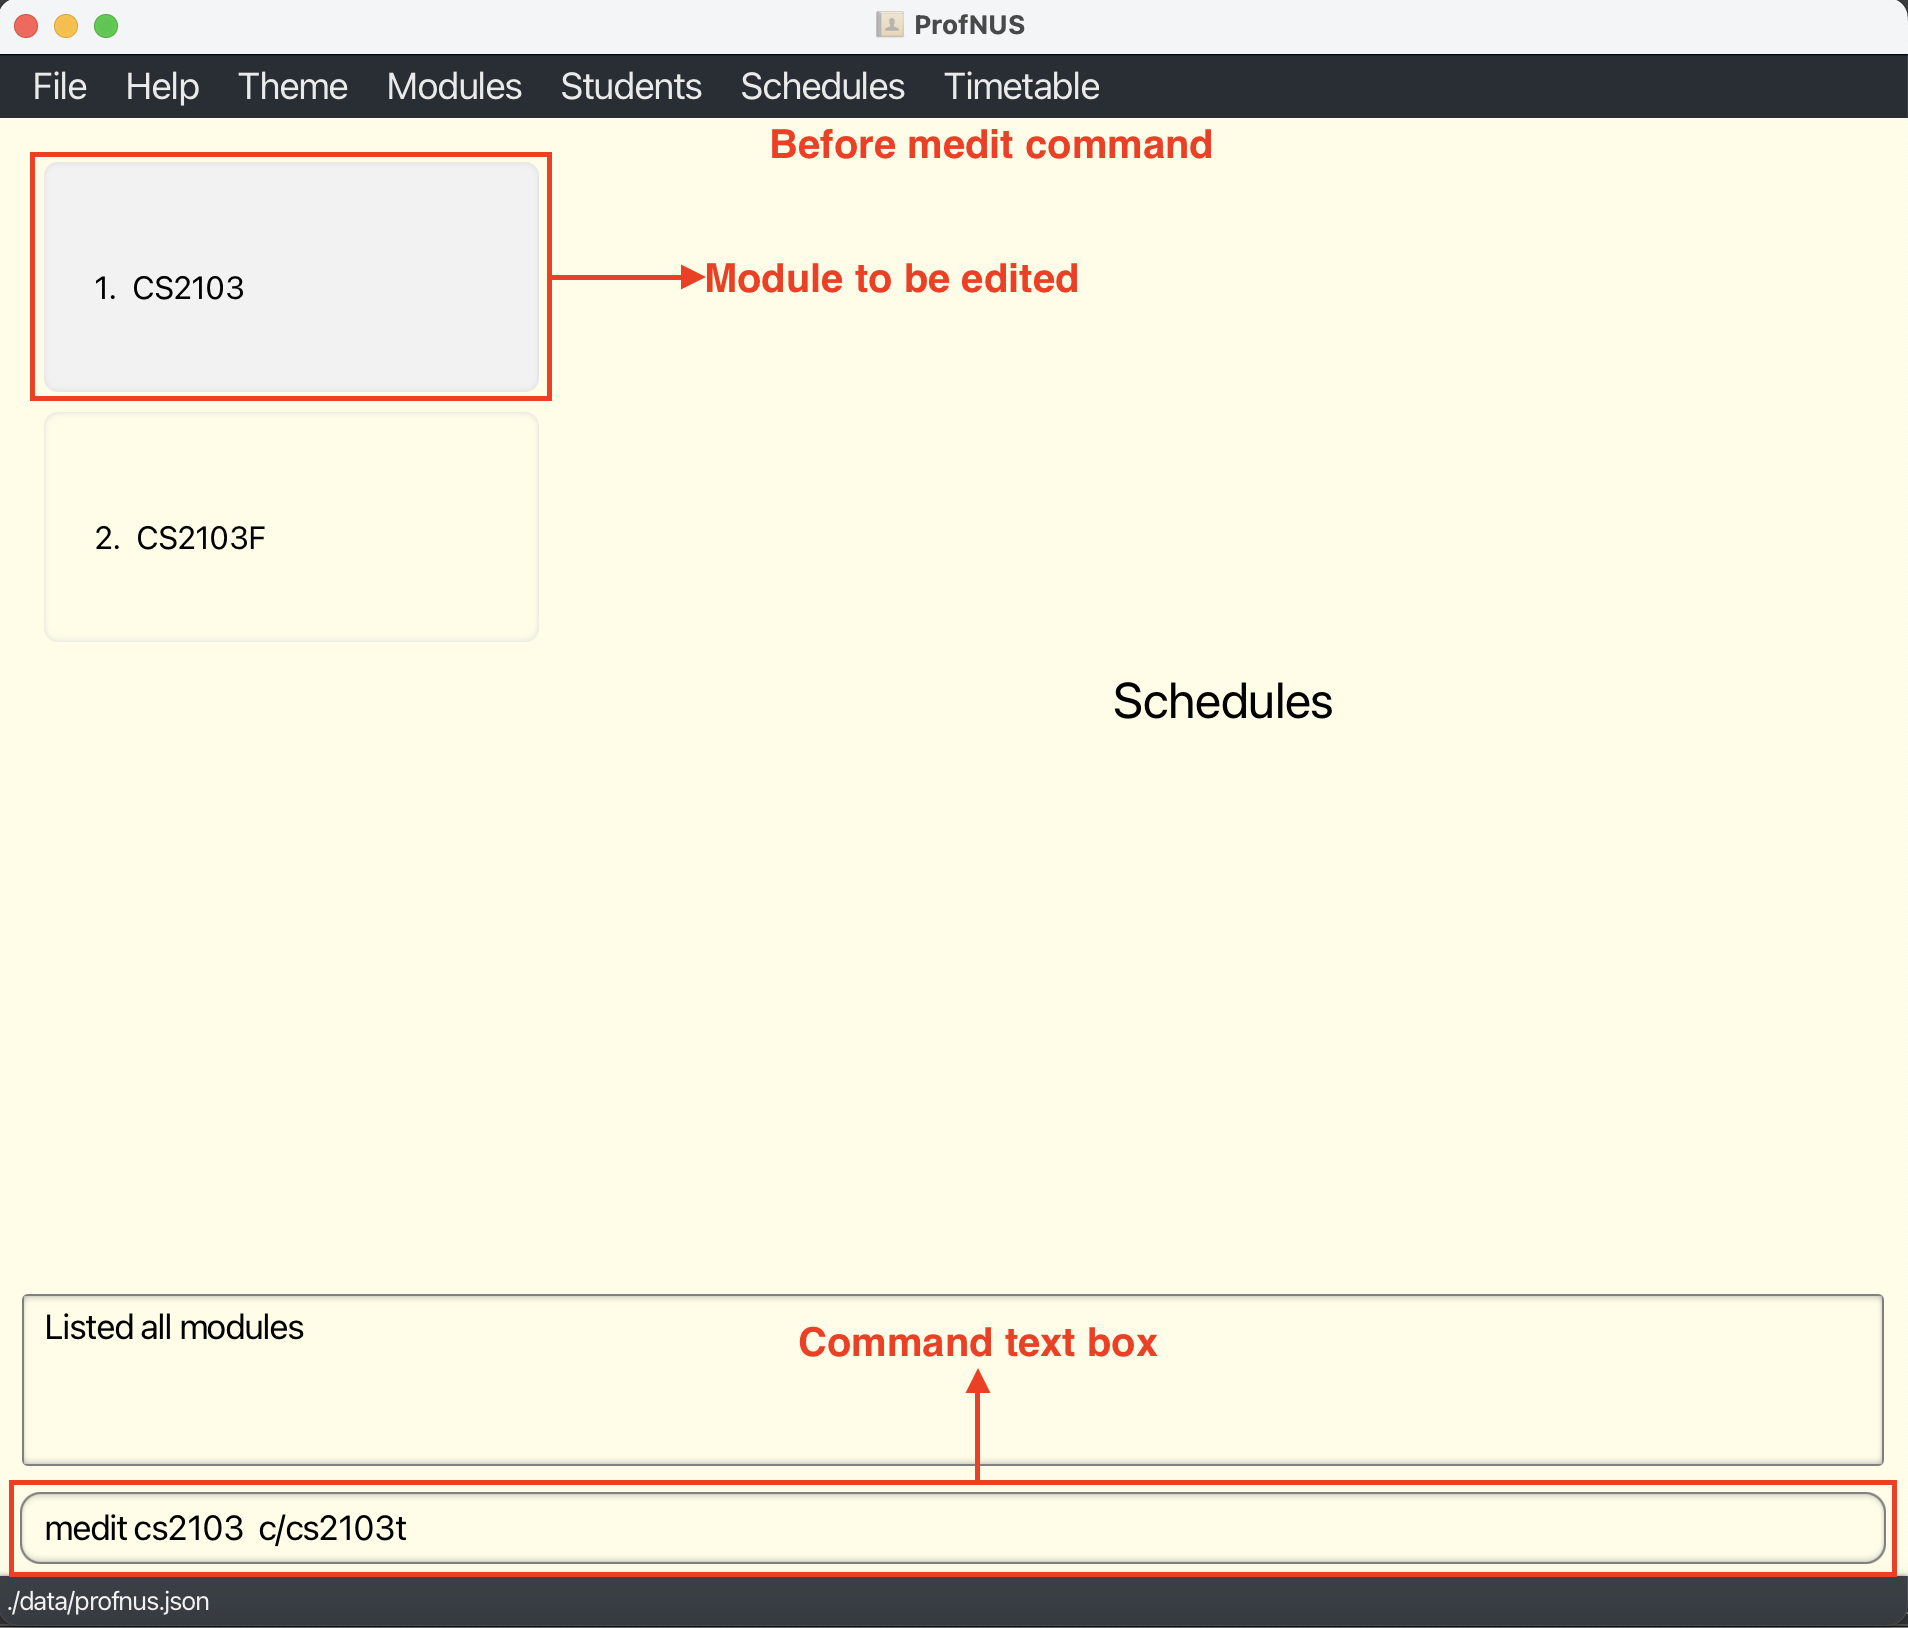 ProfNUS
File Help Theme Modules Students Schedules Timetable
Before medit command
1. CS2103
Module to be edited
2. CS2103F
Schedules
Listed all modules
Command text box
medit cs2103  c/cs2103t
./data/profnus.json